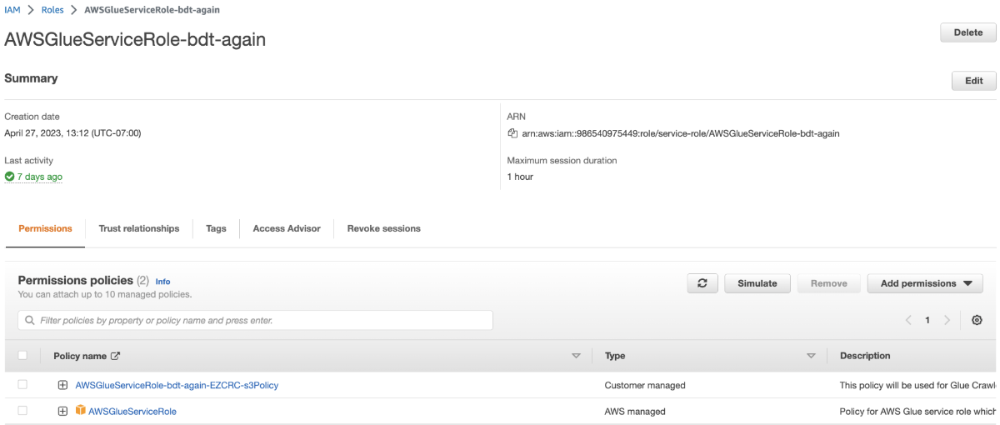 IAM > Roles > AWSGlueServiceRole-bdt-again
AWSGlueServiceRole-bdt-again
Delete
Summary
Edit
Creation date
April 27, 2023, 13:12 (UTC-07:00)
ARN
arn:aws:iam::986540975449:role/service-role/AWSGlueServiceRole-bdt-again
Last activity
7 days ago
Maximum session duration
1 hour
Permissions
Trust relationships
Tags
Access Advisor
Revoke sessions
Permissions policies (2) Info
You can attach up to 10 managed policies.
Simulate
Remove
Add permissions
Filter policies by property or policy name and press enter.
1
Policy name
Type
Description
AWSGlueServiceRole-bdt-again-EZCRC-s3Policy
Customer managed
This policy will be used for Glue Crawl
AWSGlueServiceRole
AWS managed
Policy for AWS Glue service role which